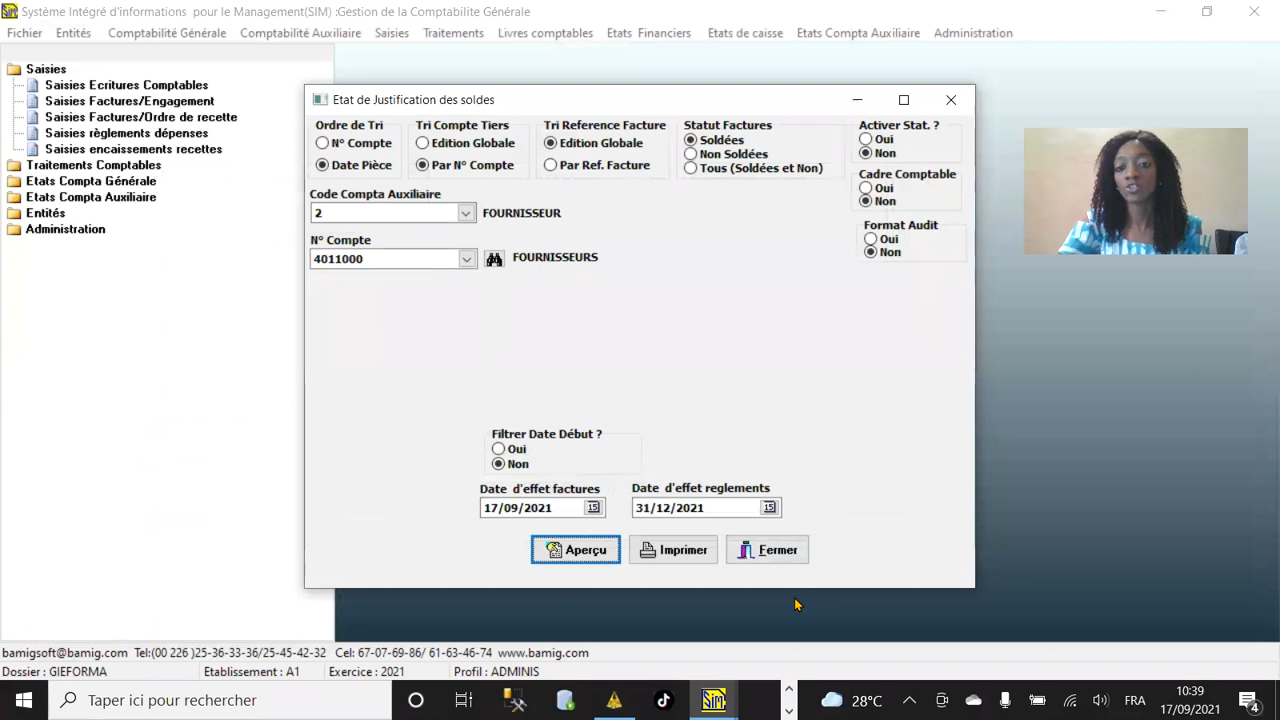 Système Intégré d'informations pour le Management(SIM) :Gestion de la Comptabilite Générale
Fichier Entités Comptabilité Générale Comptabilité Auxiliaire Saisies Traitements Livres comptables Etats Financiers Etats de caisse Etats Compta Auxiliaire Administration
Saisies
Saisies Ecritures Comptables
Saisies Factures/Engagement
Saisies Factures/Ordre de recette
Saisies règlements dépenses
Saisies encaissements recettes
Traitements Comptables
Etats Compta Générale
Etats Compta Auxiliaire
Entités
Administration
Etat de Justification des soldes
Ordre de Tri
N° Compte
Date Pièce
Tri Compte Tiers
Edition Globale
Par N° Compte
Tri Reference Facture
Edition Globale
Par Ref. Facture
Statut Factures
Soldées
Non Soldées
Tous (Soldées et Non)
Activer Stat. ?
Oui
Non
Cadre Comptable
Oui
Non
Format Audit
Oui
Non
Code Compta Auxiliaire
2 FOURNISSEUR
N° Compte
4011000 FOURNISSEURS
Filtrer Date Début ?
Oui
Non
Date d'effet factures Date d'effet reglements
17/09/2021 15 31/12/2021 15
Aperçu Imprimer Fermer
bamigsoft@bamig.com Tel:(00 226 )25-36-33-36/25-45-42-32 Cel: 67-07-69-86/ 61-63-46-74 www.bamig.com
Dossier : GIEFORMA Etablissement : A1 Exercice : 2021 Profil : ADMINIS
Taper ici pour rechercher SIM 28°C FRA 10:39
17/09/2021 4